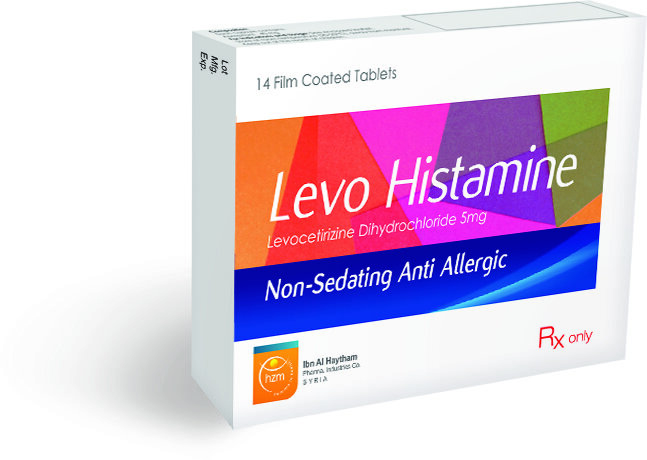 Lot
Mfg.
Exp.
14 Film Coated Tablets
Levo Histamine
Levocetirizine Dihydrochloride 5mg
Non-Sedating Anti Allergic
Rx only
hzm
Ibn Al Haytham
Pharma. Industries Co.
SYRIA